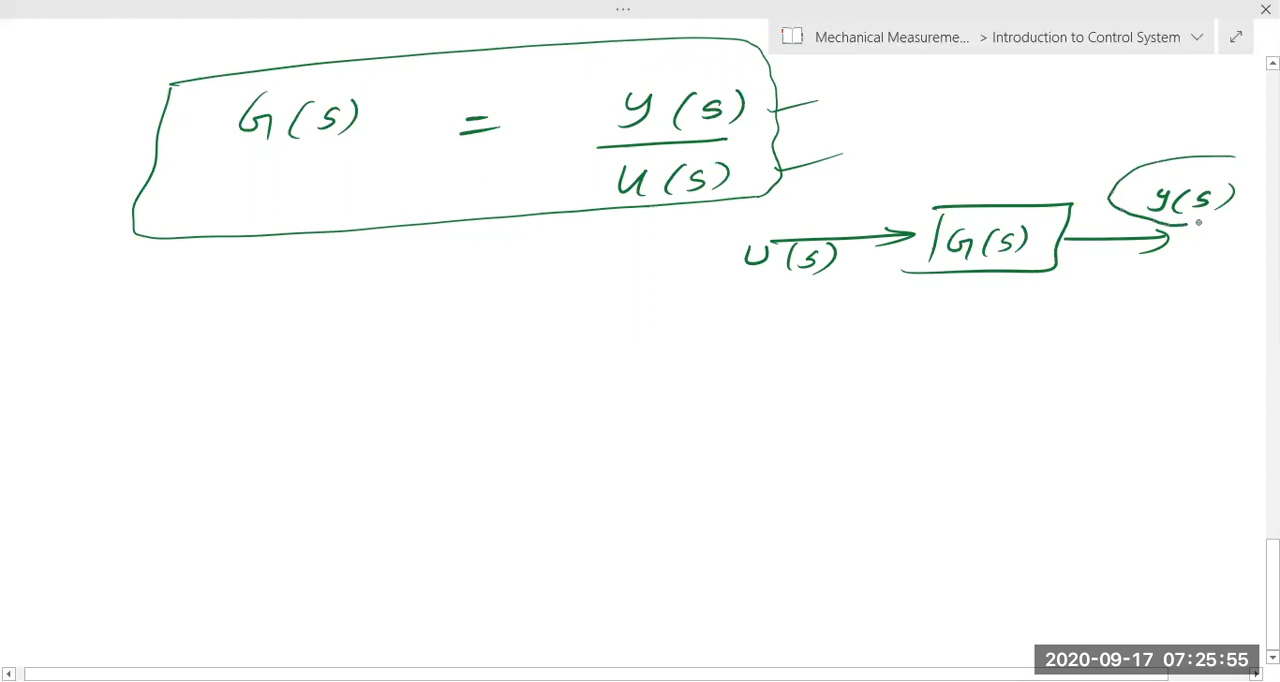 Mechanical Measureme... > Introduction to Control System
G(s) = y(s)
u(s)
y(s)
U(s) G(s)
2020-09-17 07:25:55